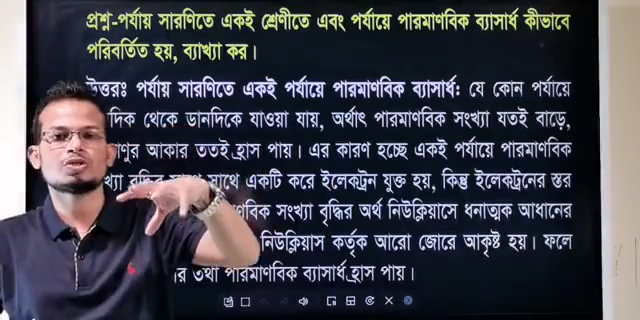 প্রশ্ন-পর্যায় সারণিতে একই শ্রেণীতে এবং পর্যায়ে পারমাণবিক ব্যাসার্ধ কীভাবে
পরিবর্তিত হয়, ব্যাখ্যা কর।
উত্তরঃ পর্যায় সারণিতে একই পর্যায়ে পারমাণবিক ব্যাসার্ধ: যে কোন পর্যায়ে
থেকে ডানদিকে যাওয়া যায়, অর্থাৎ পারমাণবিক সংখ্যা যতই বাড়ে,
আকার ততই হ্রাস পায়। এর কারণ হচ্ছে একই পর্যায়ে পারমাণবিক
সাথে একটি করে ইলেকট্রন যুক্ত হয়, কিন্তু ইলেকট্রনের স্তর
সংখ্যা বৃদ্ধির অর্থ নিউক্লিয়াসে ধনাত্মক আধানের
নিউক্লিয়াস কর্তৃক আরো জোরে আকৃষ্ট হয়। ফলে
তথা পারমাণবিক ব্যাসার্ধ হ্রাস পায়।